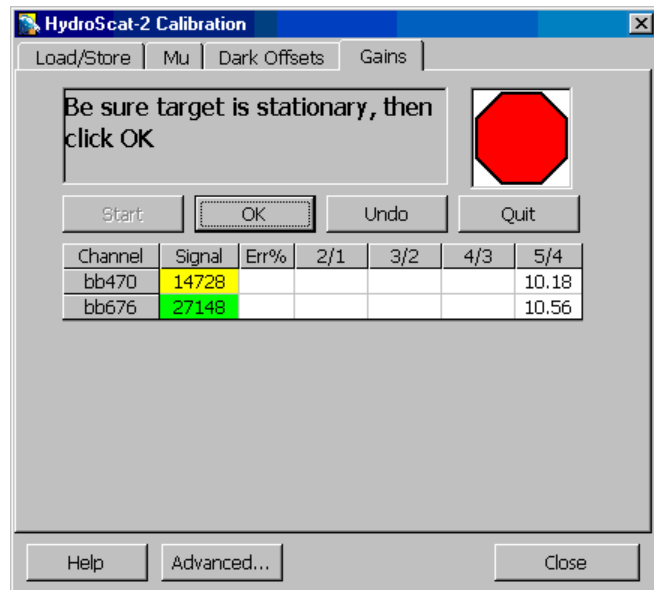 HydroScat-2 Calibration
Load/Store Mu Dark Offsets Gains
Be sure target is stationary, then
click OK
Start OK Undo Quit
Channel Signal Err% 2/1 3/2 4/3 5/4
bb470 14728 10.18
bb676 27148 10.56
Help Advanced... Close